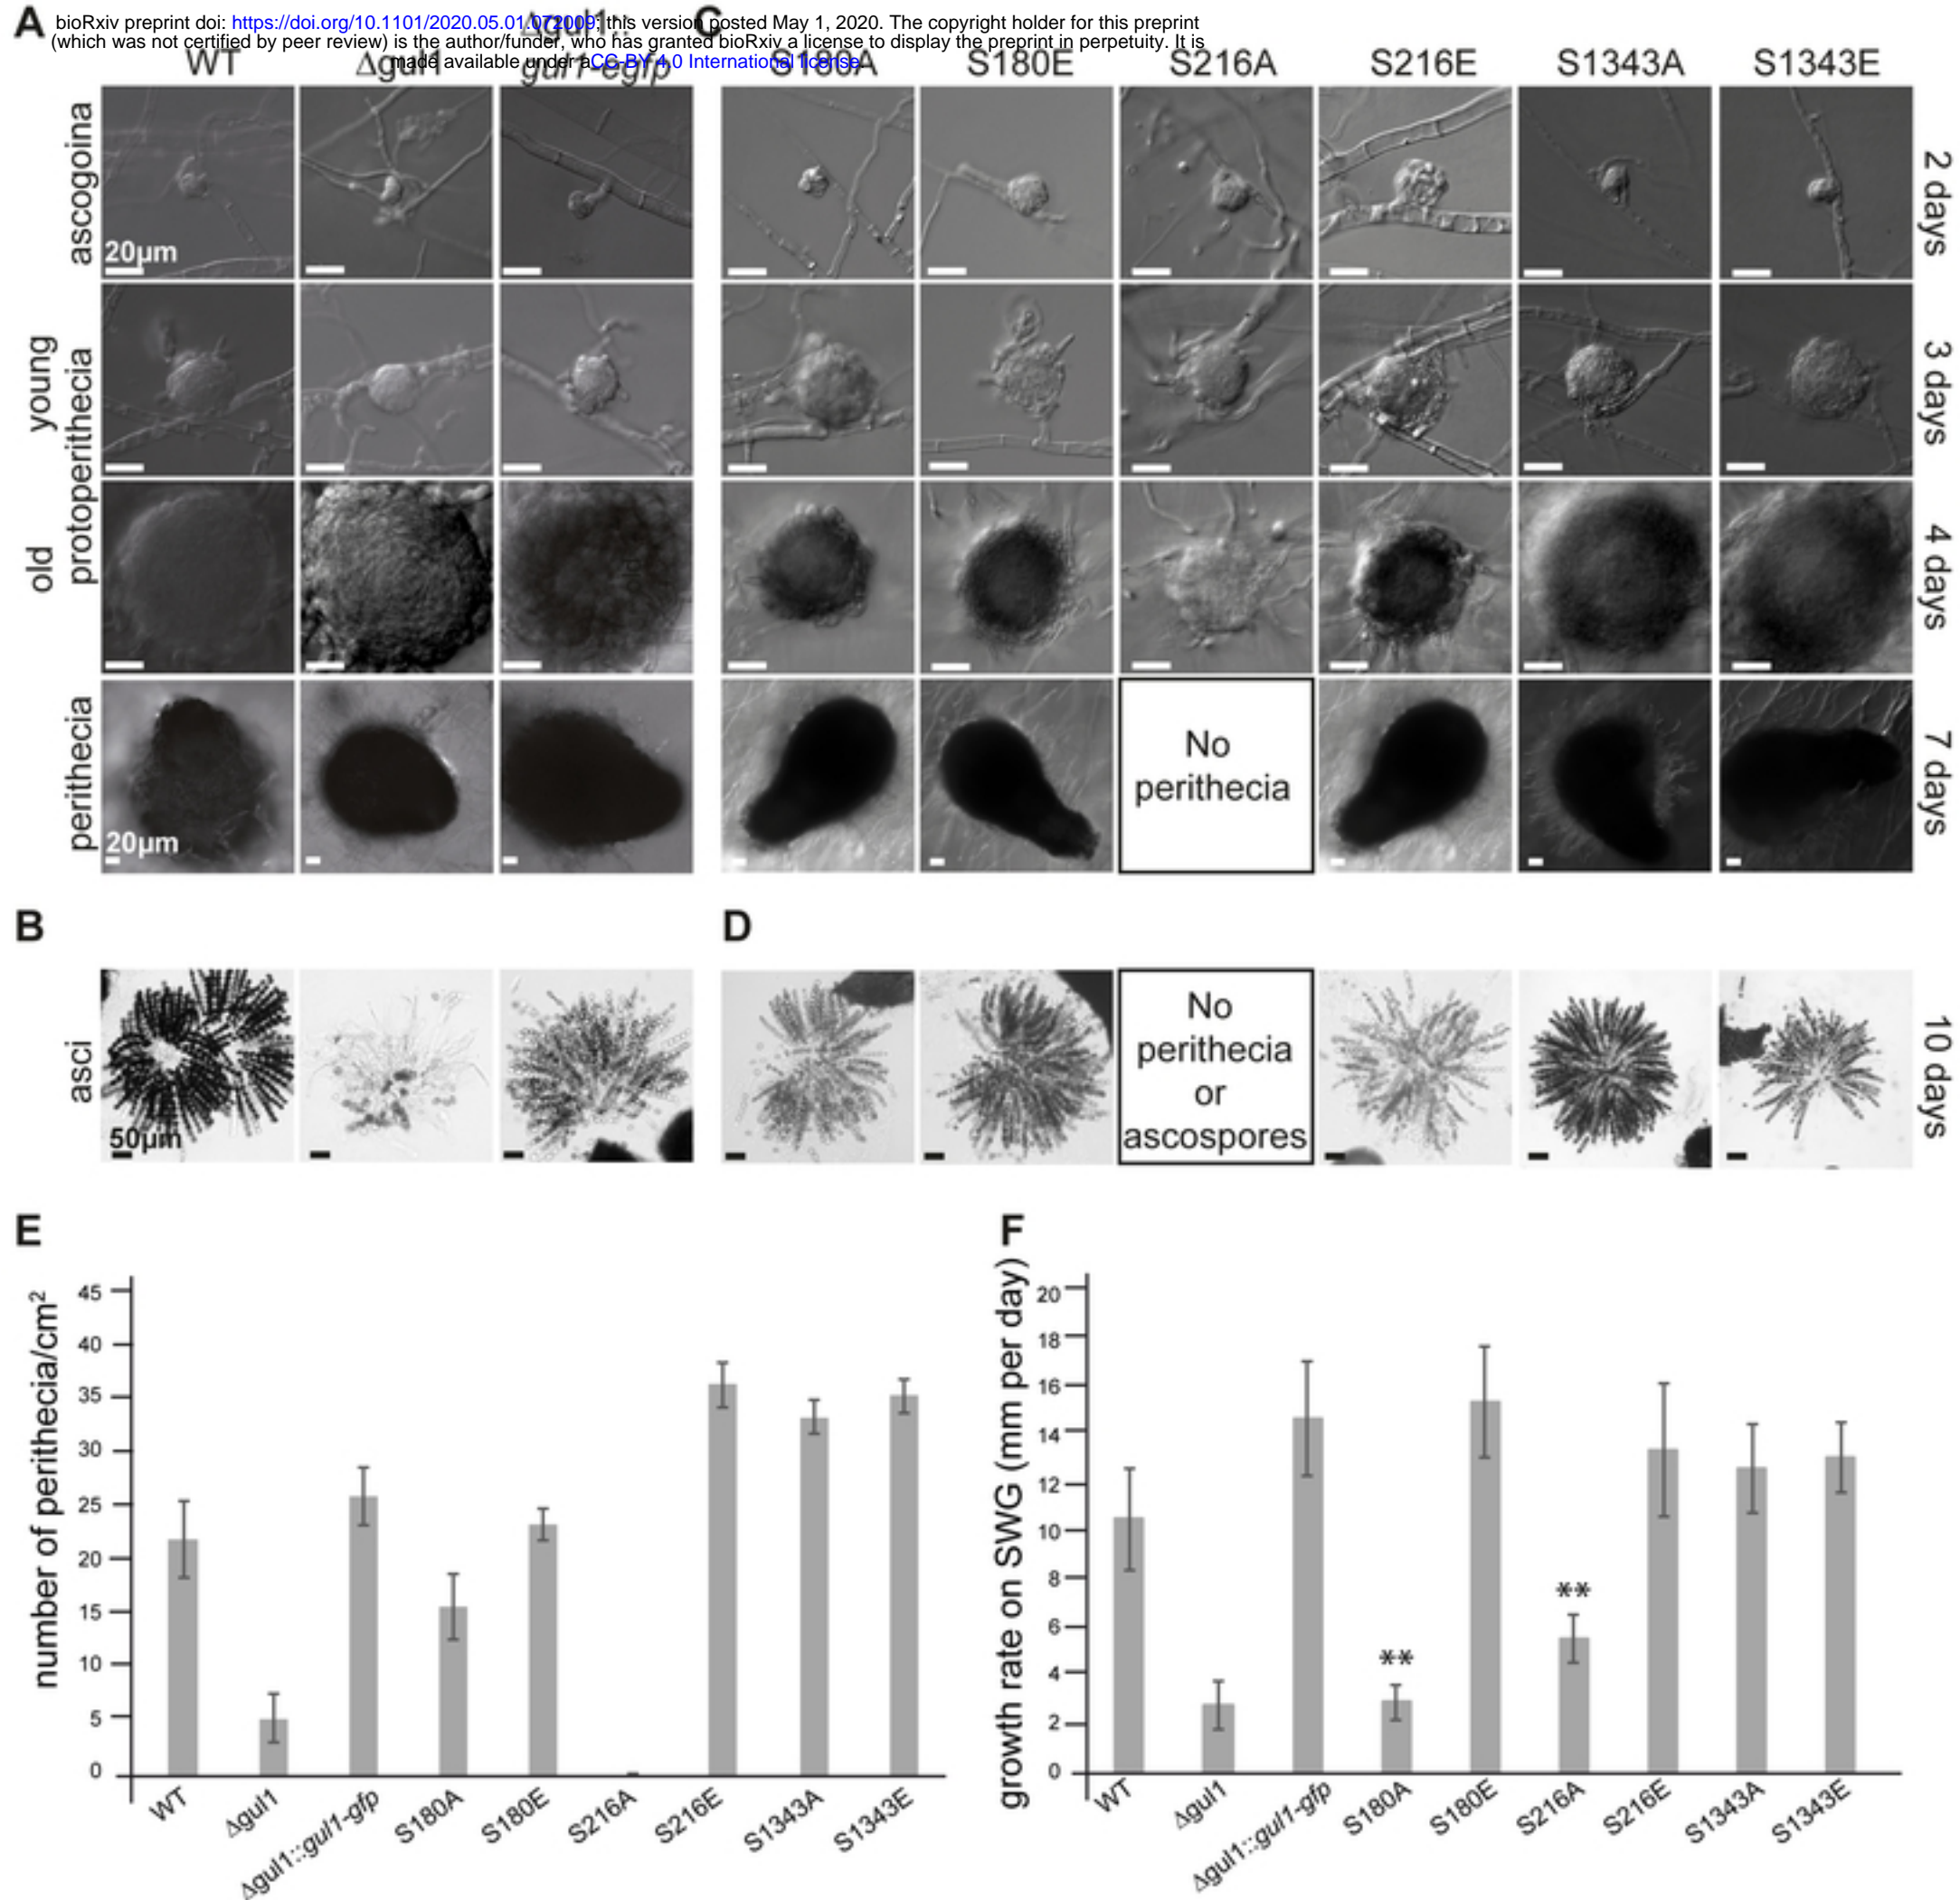 bioRxiv preprint doi: https://doi.org/10.1101/2020.05.01.072009; this version posted May 1, 2020. The copyright holder for this preprint
(which was not certified by peer review) is the author/funder, who has granted bioRxiv a license to display the preprint in perpetuity. It is
made available under aCC-BY 4.0 International license.
A
WT
Δgul1
Δgul1::
gul1-egfp
C
S180A
S180E
S216A
S216E
S1343A
S1343E
ascogoina
20µm
2 days
young
protoperithecia
3 days
old
4 days
perithecia
20µm
No
perithecia
7 days
B
D
asci
50µm
No
perithecia
or
ascospores
10 days
E
number of perithecia/cm²
45
40
35
30
25
20
15
10
5
0
WT
Δgul1
Δgul1::gul1-gfp
S180A
S180E
S216A
S216E
S1343A
S1343E
F
growth rate on SWG (mm per day)
20
18
16
14
12
10
8
6
4
2
0
**
**
WT
Δgul1
Δgul1::gul1-gfp
S180A
S180E
S216A
S216E
S1343A
S1343E